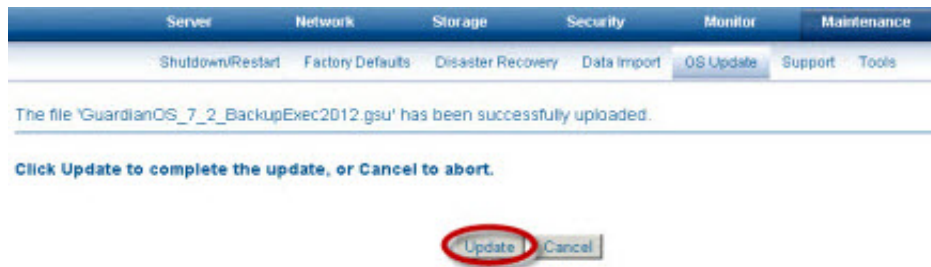 Server Network Storage Security Monitor Maintenance
Shutdown/Restart Factory Defaults Disaster Recovery Data Import OS Update Support Tools
The file 'GuardianOS_7_2_BackupExec2012.gsu' has been successfully uploaded.
Click Update to complete the update, or Cancel to abort.
Update Cancel